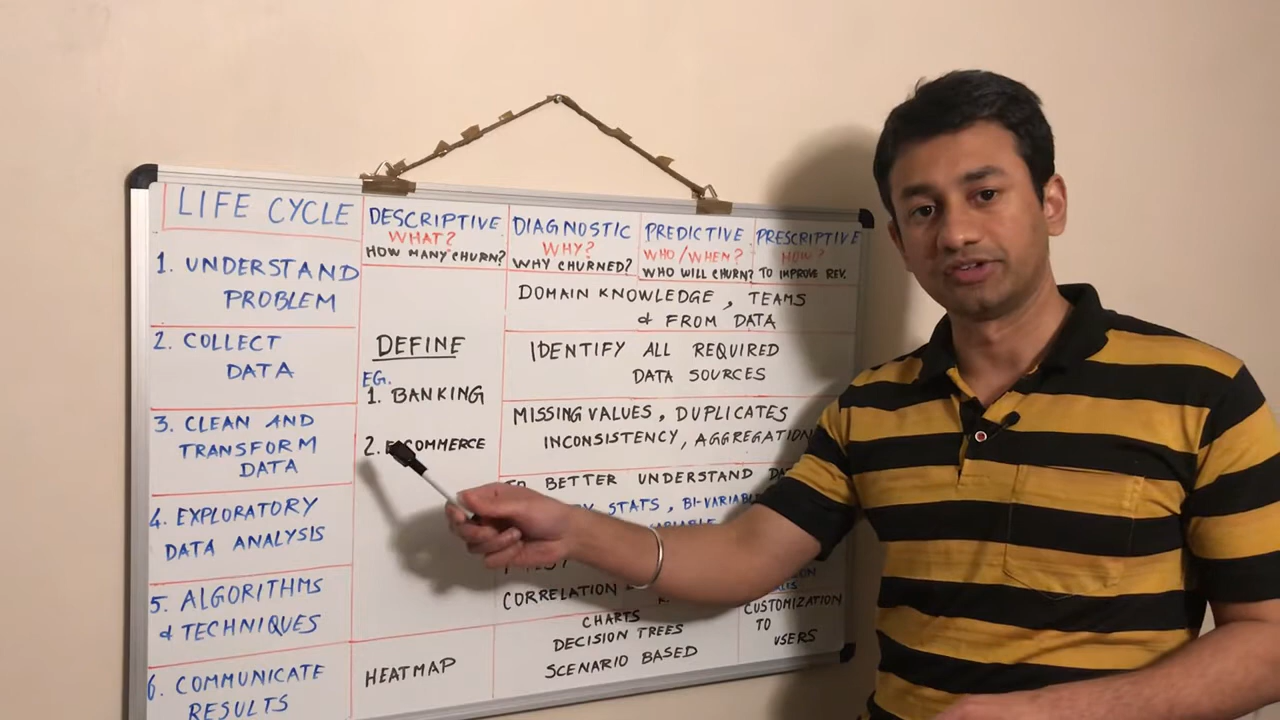 LIFE CYCLE
DESCRIPTIVE
WHAT?
HOW MANY CHURN?
DIAGNOSTIC
WHY?
WHY CHURNED?
PREDICTIVE
WHO/WHEN?
WHO WILL CHURN?
PRESCRIPTIVE
HOW?
TO IMPROVE REV.
1. UNDERSTAND
PROBLEM
DOMAIN KNOWLEDGE, TEAMS
& FROM DATA
2. COLLECT
DATA
DEFINE
EG.
1. BANKING
2. ECOMMERCE
IDENTIFY ALL REQUIRED
DATA SOURCES
3. CLEAN AND
TRANSFORM
DATA
MISSING VALUES, DUPLICATES
INCONSISTENCY, AGGREGATION
4. EXPLORATORY
DATA ANALYSIS
TO BETTER UNDERSTAND
STATS, BI-VARIABLE
5. ALGORITHMS
& TECHNIQUES
CORRELATION
6. COMMUNICATE
RESULTS
HEATMAP
CHARTS
DECISION TREES
SCENARIO BASED
CUSTOMIZATION
TO
USERS